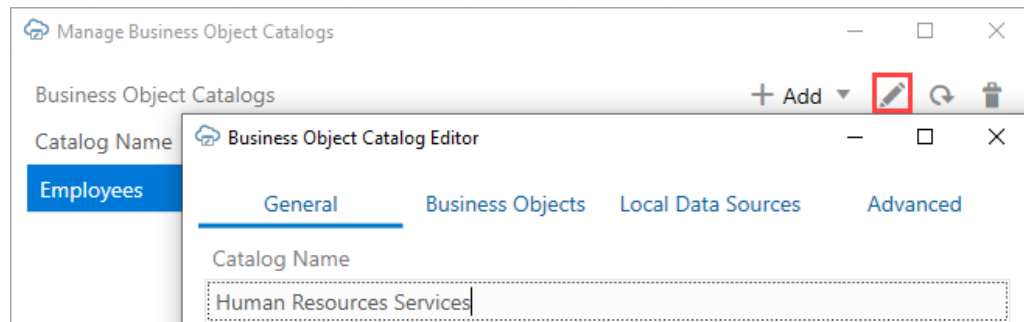 Manage Business Object Catalogs
Business Object Catalogs
Add
Catalog Name
Employees
Business Object Catalog Editor
General Business Objects Local Data Sources Advanced
Catalog Name
Human Resources Services